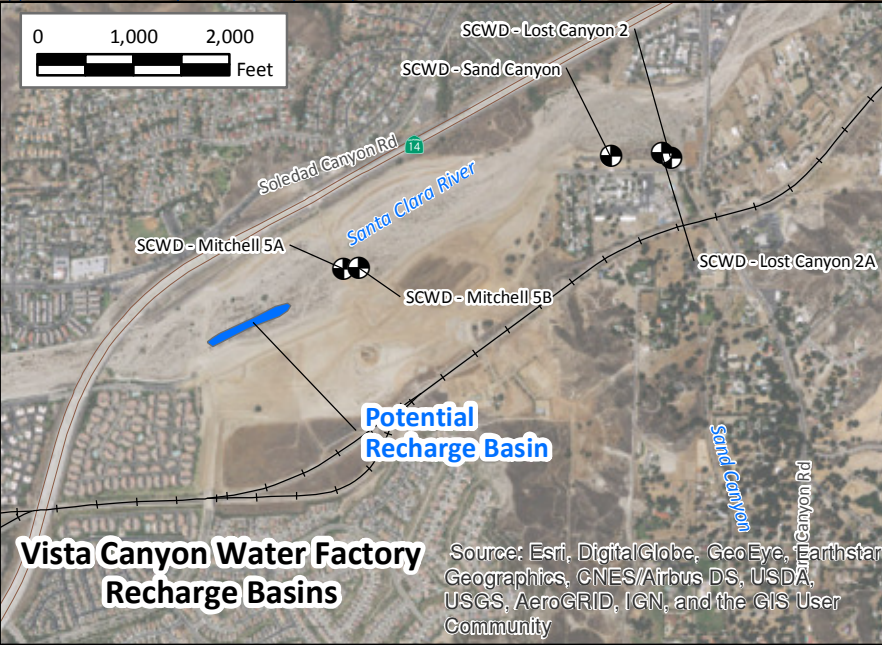 0 1,000 2,000
Feet
SCWD - Lost Canyon 2
SCWD - Sand Canyon
Soledad Canyon Rd
14
Santa Clara River
SCWD - Mitchell 5A
SCWD - Lost Canyon 2A
SCWD - Mitchell 5B
Potential
Recharge Basin
Sand Canyon
Canyon Rd
Vista Canyon Water Factory
Recharge Basins
Source: Esri, DigitalGlobe, GeoEye, Earthstar
Geographics, CNES/Airbus DS, USDA,
USGS, AeroGRID, IGN, and the GIS User
Community